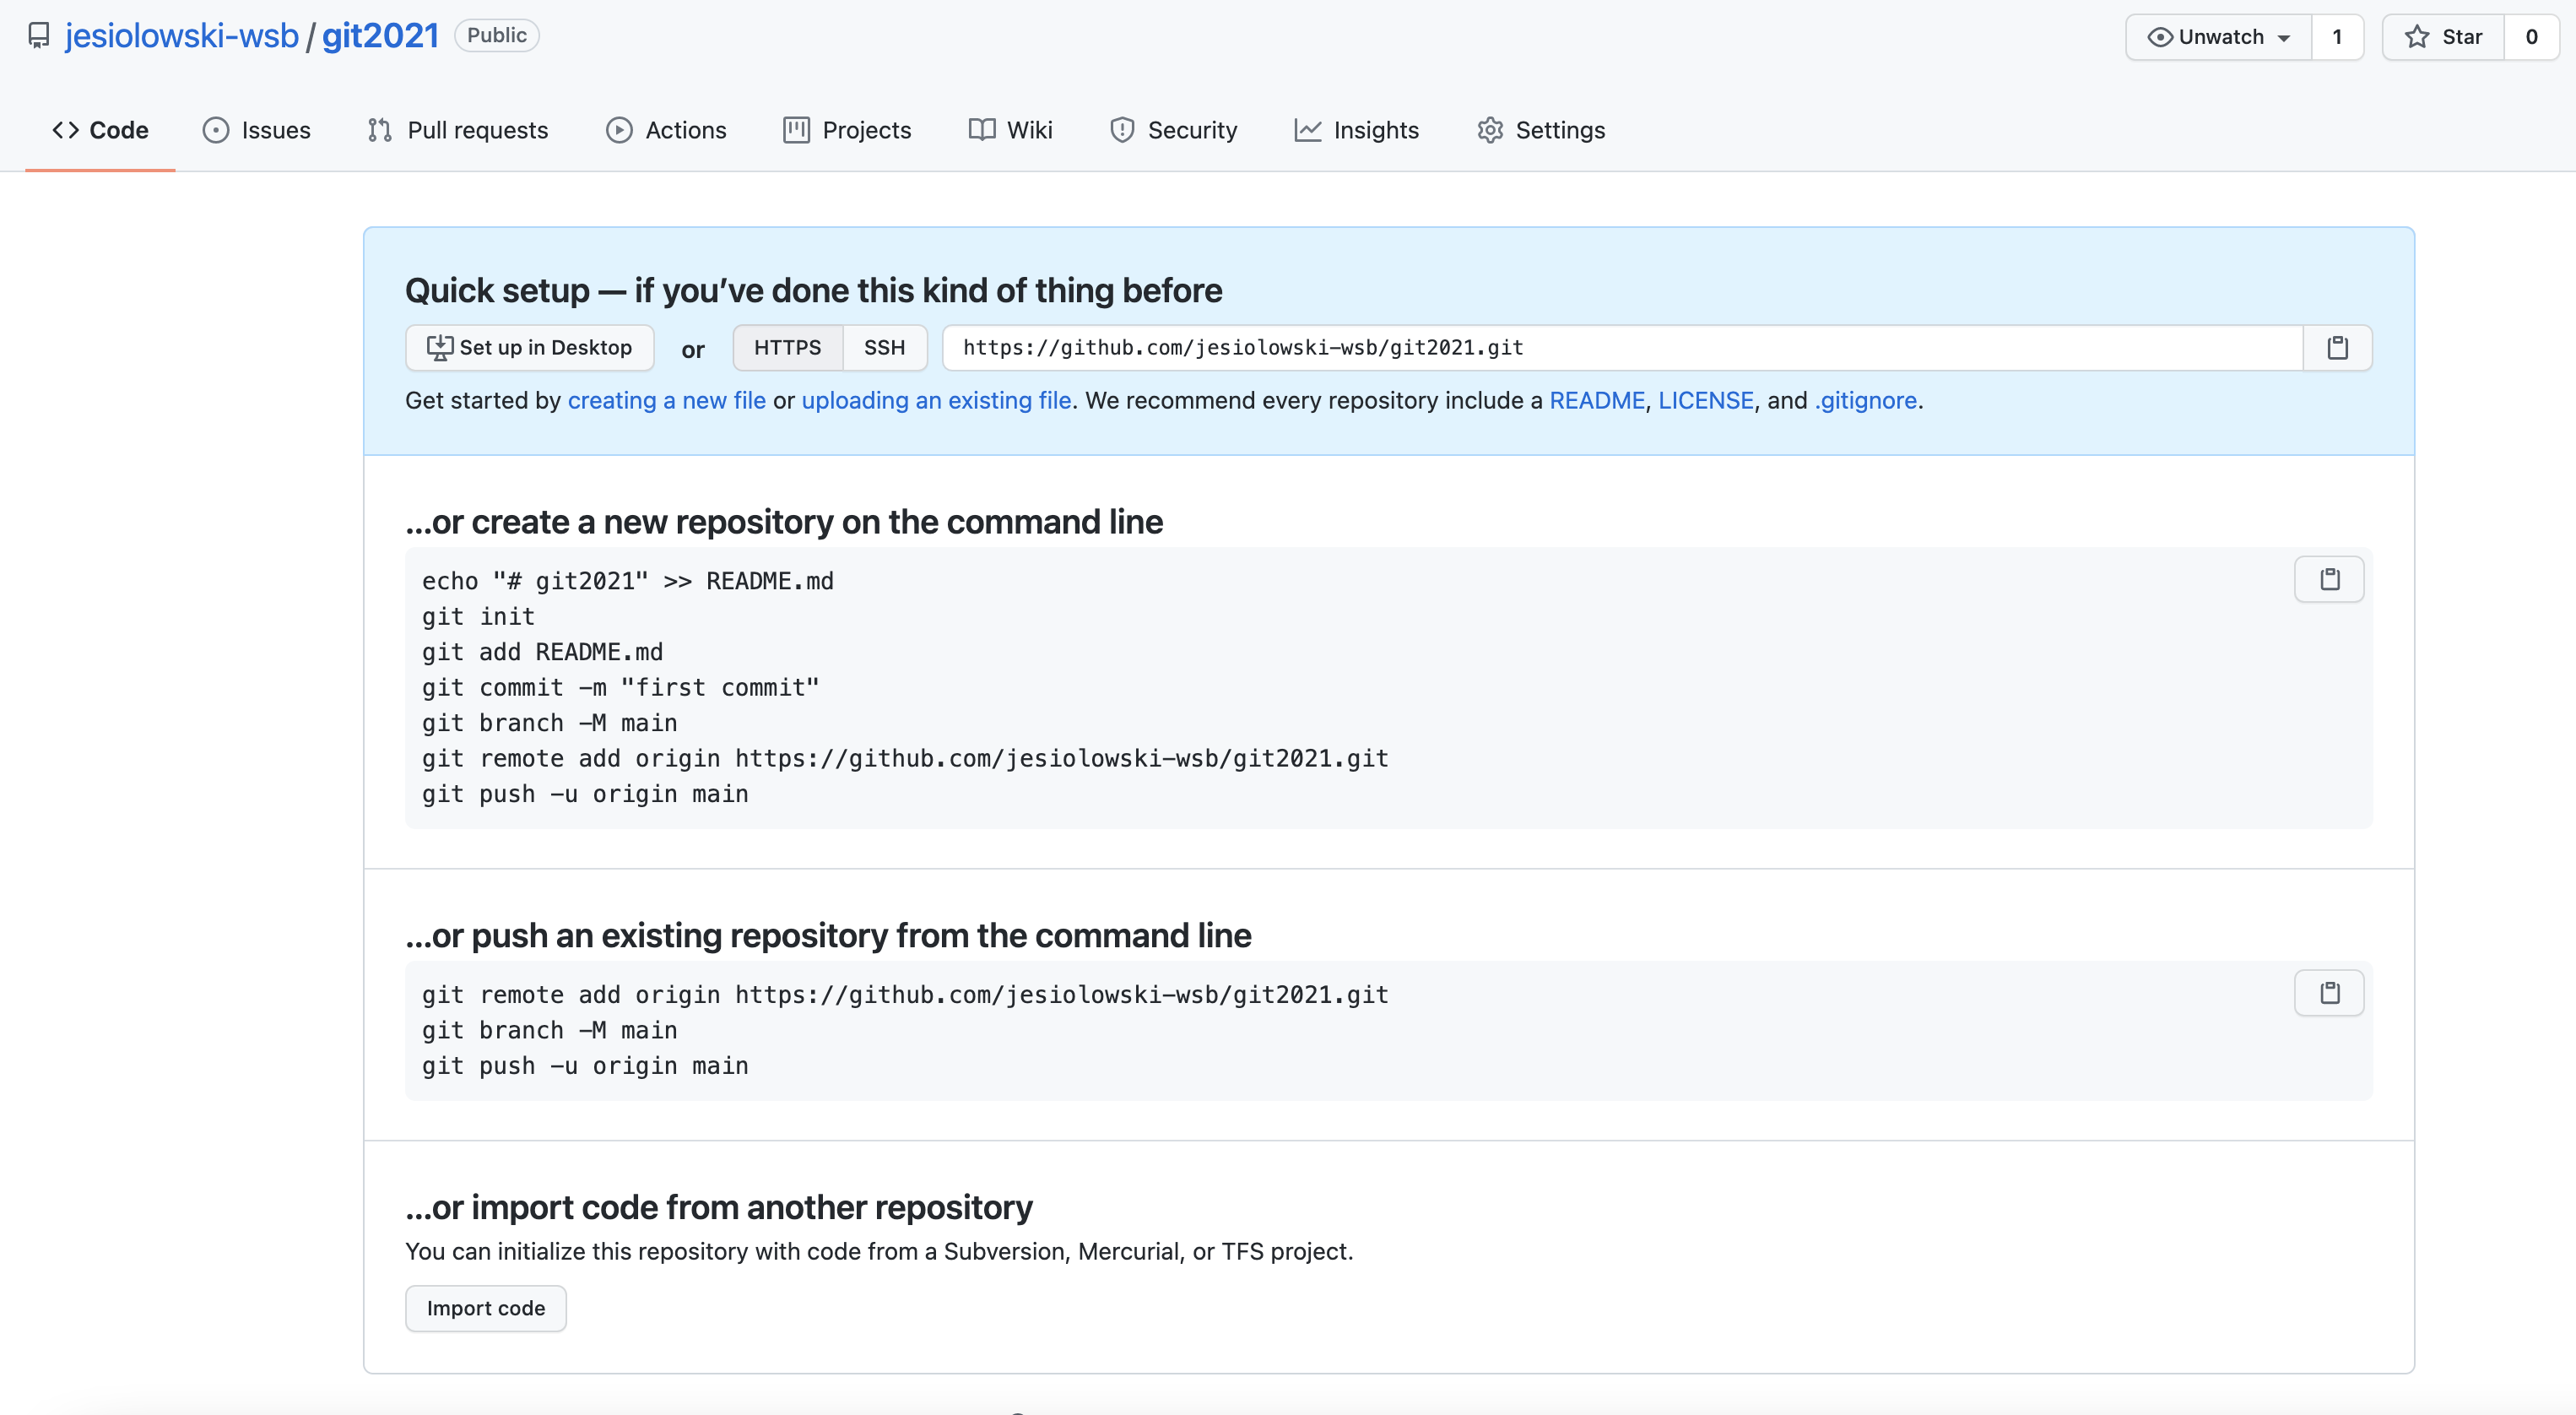 jesiolowski-wsb / git2021 Public Unwatch 1 Star 0
Code Issues Pull requests Actions Projects Wiki Security Insights Settings
Quick setup — if you’ve done this kind of thing before
Set up in Desktop or HTTPS SSH https://github.com/jesiolowski-wsb/git2021.git
Get started by creating a new file or uploading an existing file. We recommend every repository include a README, LICENSE, and .gitignore.
…or create a new repository on the command line
echo "# git2021" >> README.md
git init
git add README.md
git commit -m "first commit"
git branch -M main
git remote add origin https://github.com/jesiolowski-wsb/git2021.git
git push -u origin main
…or push an existing repository from the command line
git remote add origin https://github.com/jesiolowski-wsb/git2021.git
git branch -M main
git push -u origin main
…or import code from another repository
You can initialize this repository with code from a Subversion, Mercurial, or TFS project.
Import code